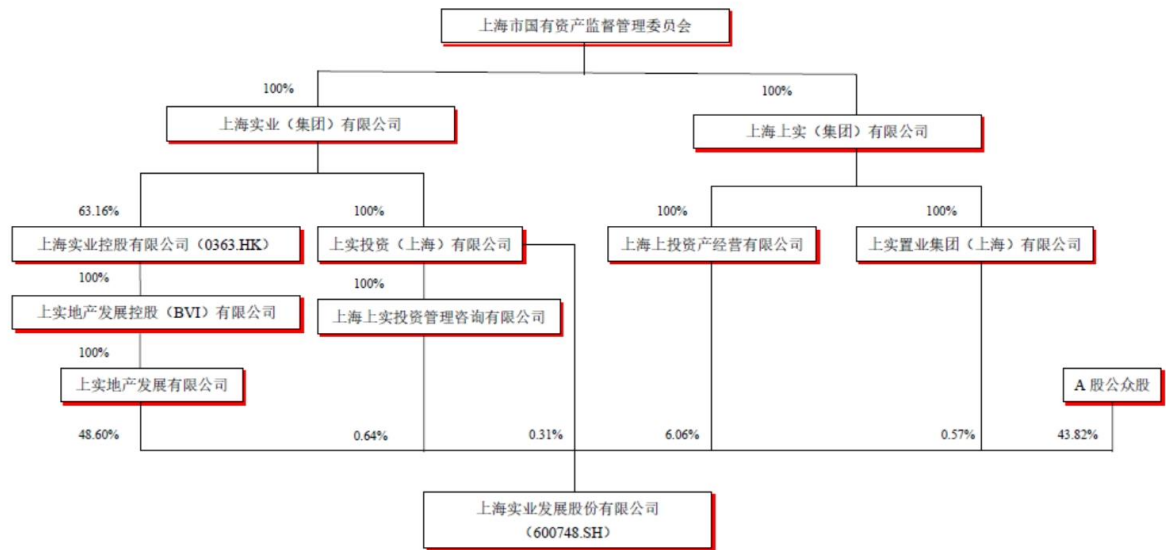 上海市国有资产监督管理委员会
100%
100%
上海实业（集团）有限公司
上海上实（集团）有限公司
63.16%
100%
100%
100%
上海实业控股有限公司（0363.HK）
上实投资（上海）有限公司
上海上投资产经营有限公司
上实置业集团（上海）有限公司
100%
100%
上实地产发展控股（BVI）有限公司
上海上实投资管理咨询有限公司
100%
上实地产发展有限公司
A 股公众股
48.60%
0.64%
0.31%
6.06%
0.57%
43.82%
上海实业发展股份有限公司
（600748.SH）